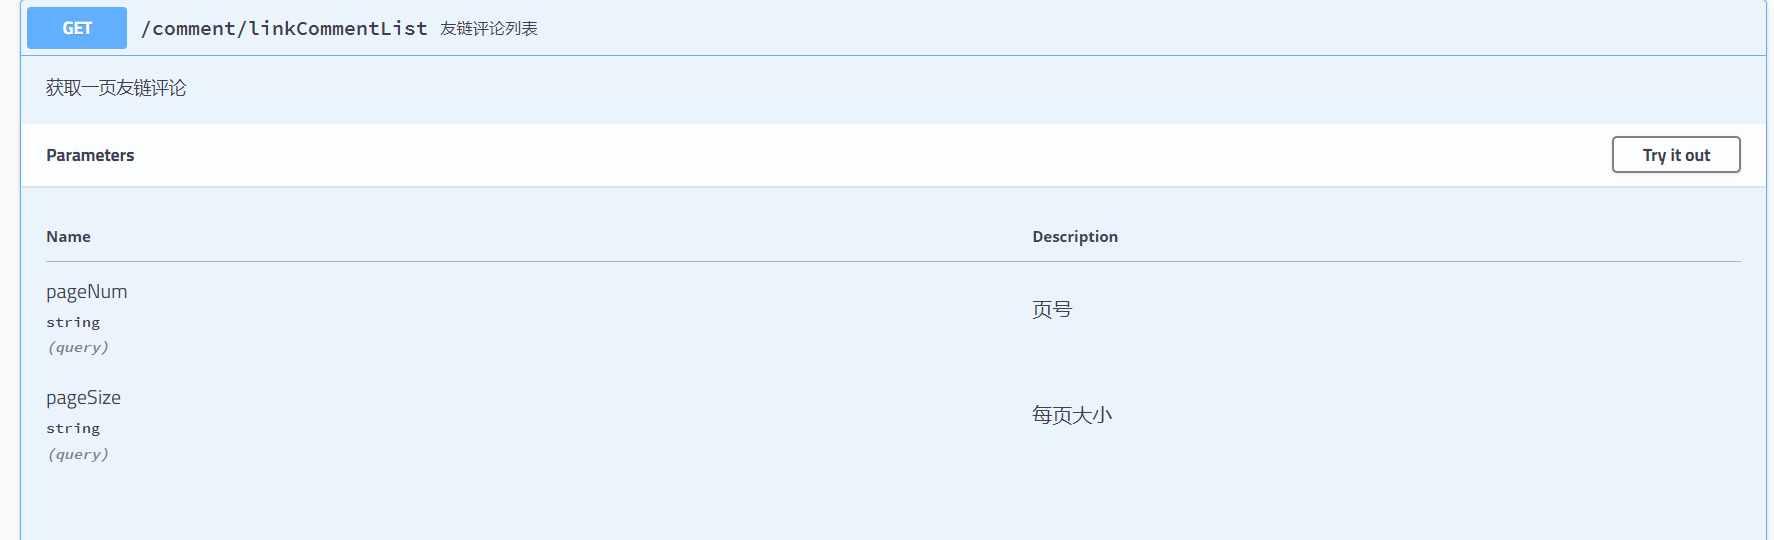 GET /comment/linkCommentList 友链评论列表
获取一页友链评论
Parameters Try it out
Name Description
pageNum
string
(query)
页号
pageSize
string
(query)
每页大小